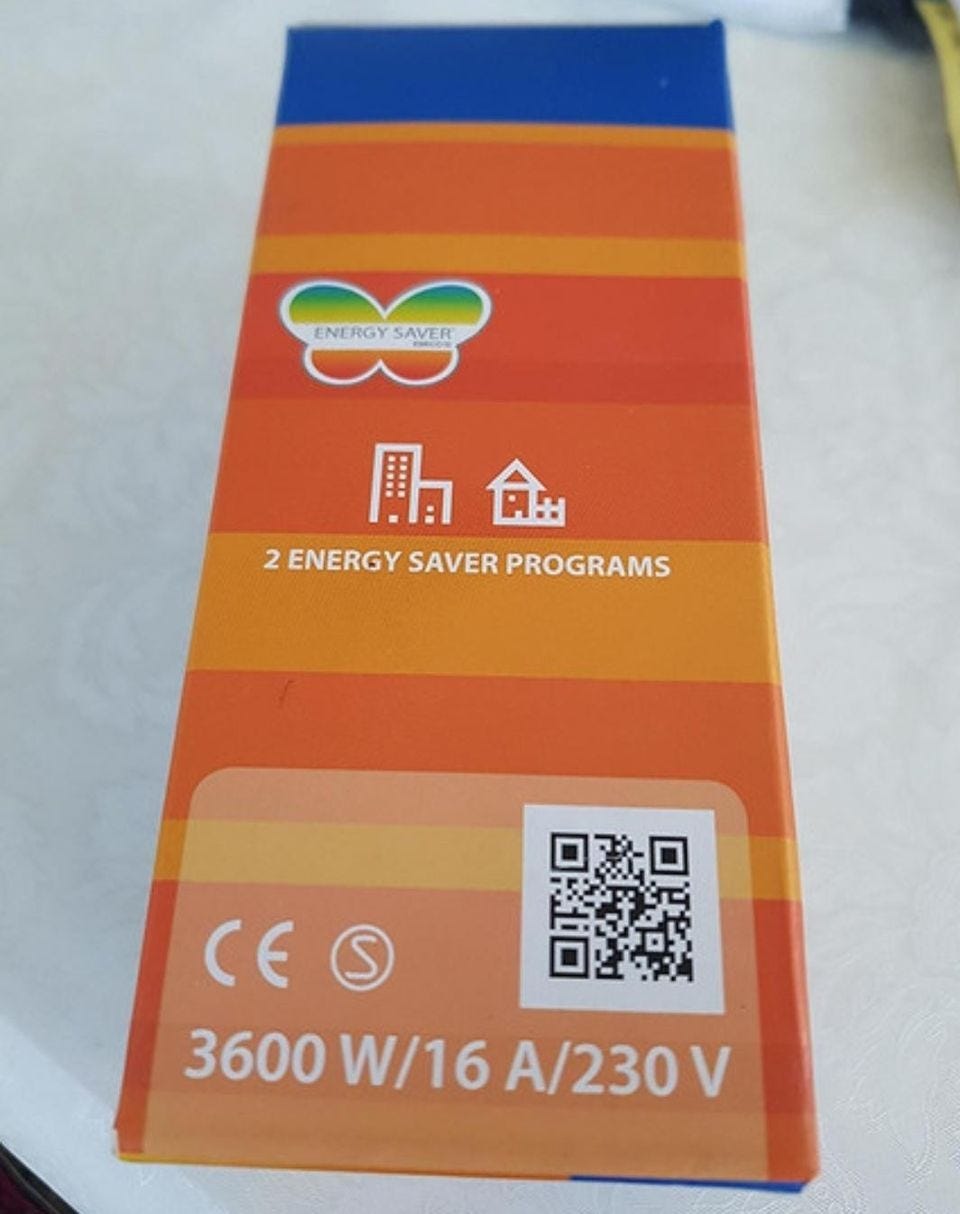 ENERGY SAVER
2 ENERGY SAVER PROGRAMS
CE S
3600 W/16 A/230 V